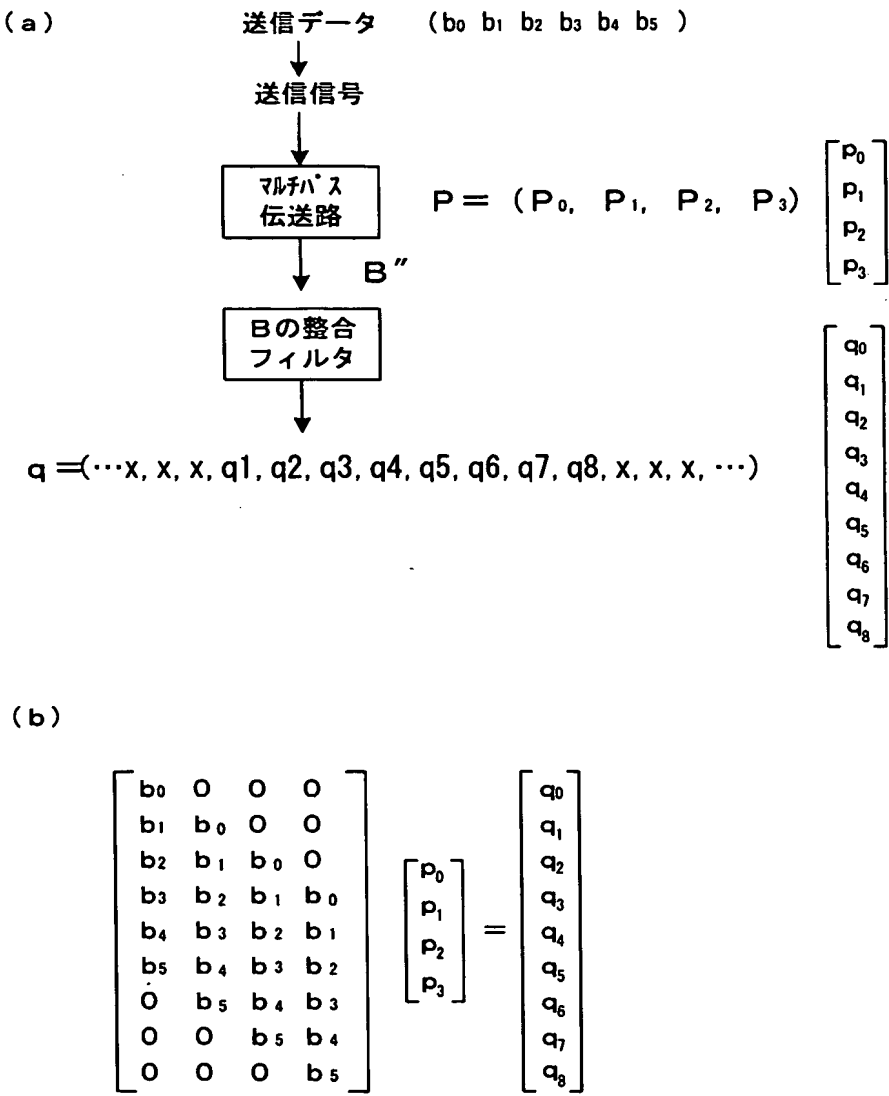 (a) 送信データ (b₀ b₁ b₂ b₃ b₄ b₅ )
送信信号
マルチパス
伝送路
P = (P₀, P₁, P₂, P₃)
p₀
p₁
p₂
p₃
B″
Bの整合
フィルタ
q =(…x, x, x, q1, q2, q3, q4, q5, q6, q7, q8, x, x, x, …)
q₀
q₁
q₂
q₃
q₄
q₅
q₆
q₇
q₈
(b)
b₀ 0 0 0
b₁ b₀ 0 0
b₂ b₁ b₀ 0
b₃ b₂ b₁ b₀
b₄ b₃ b₂ b₁
b₅ b₄ b₃ b₂
0 b₅ b₄ b₃
0 0 b₅ b₄
0 0 0 b₅
p₀
p₁
p₂
p₃
=
q₀
q₁
q₂
q₃
q₄
q₅
q₆
q₇
q₈